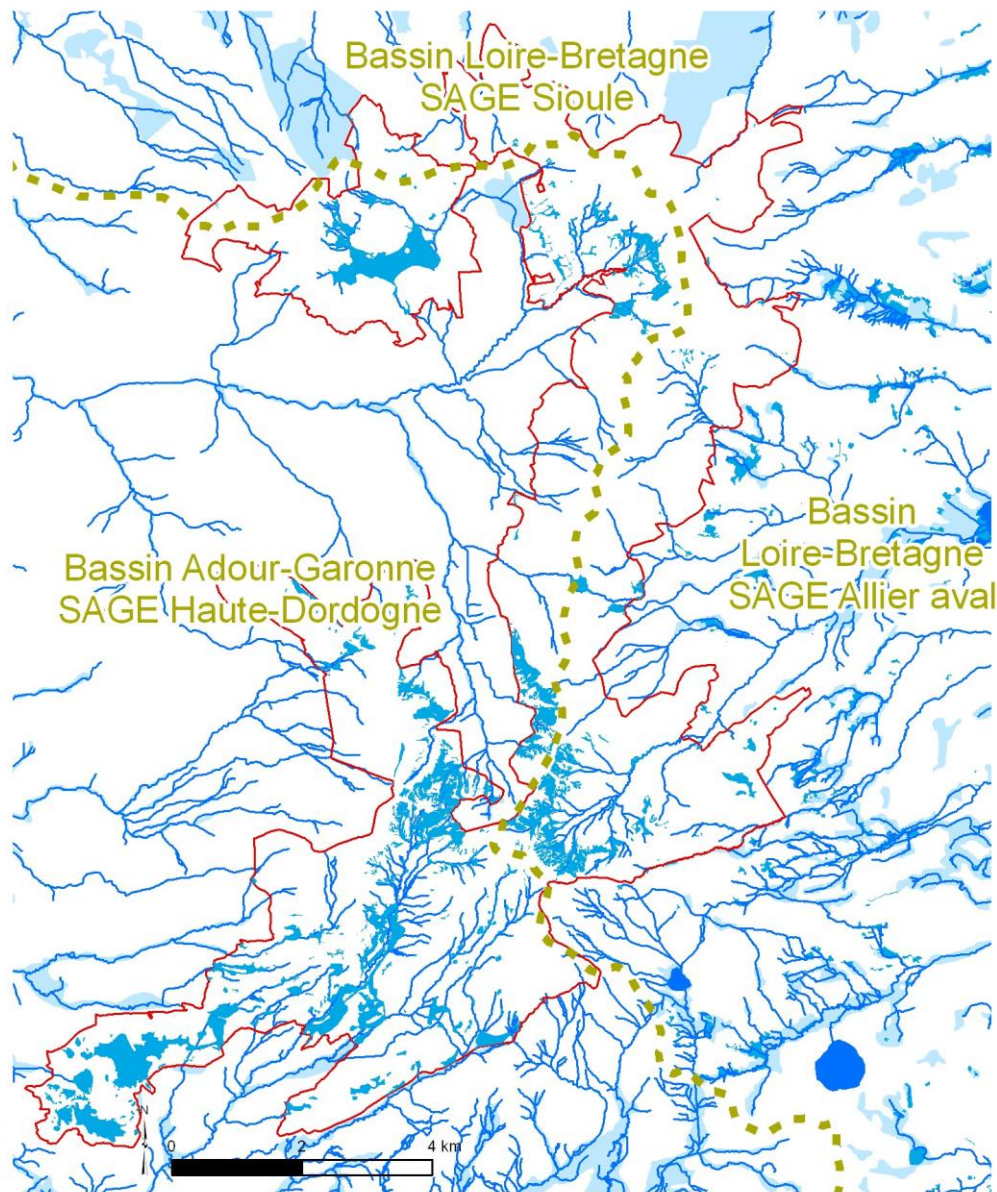 Bassin Loire-Bretagne
SAGE Sioule
Bassin
Loire-Bretagne
SAGE Allier aval
Bassin Adour-Garonne
SAGE Haute-Dordogne
N
0 2 4 km